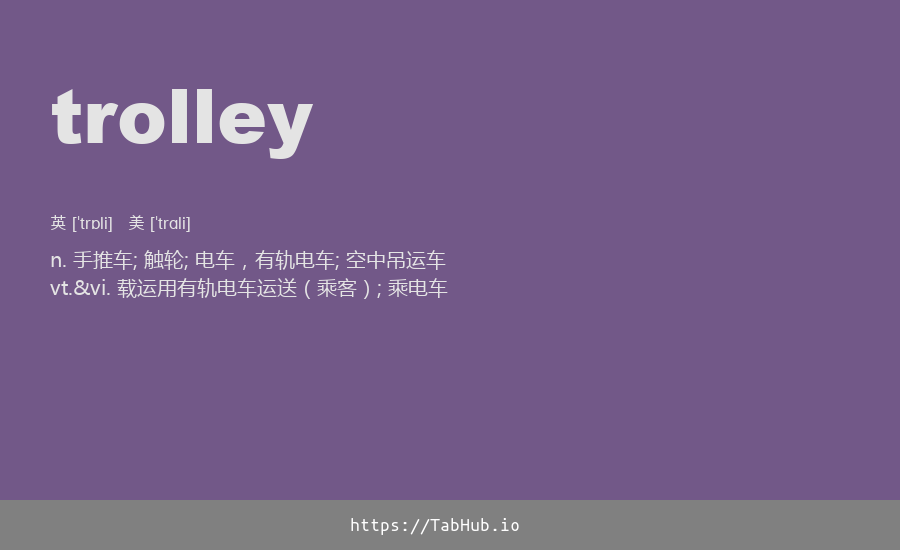 trolley
英 [ˈtrɒli] 美 [ˈtrɑli]
n. 手推车; 触轮; 电车，有轨电车; 空中吊运车
vt.&vi. 载运用有轨电车运送（乘客）; 乘电车
https://TabHub.io